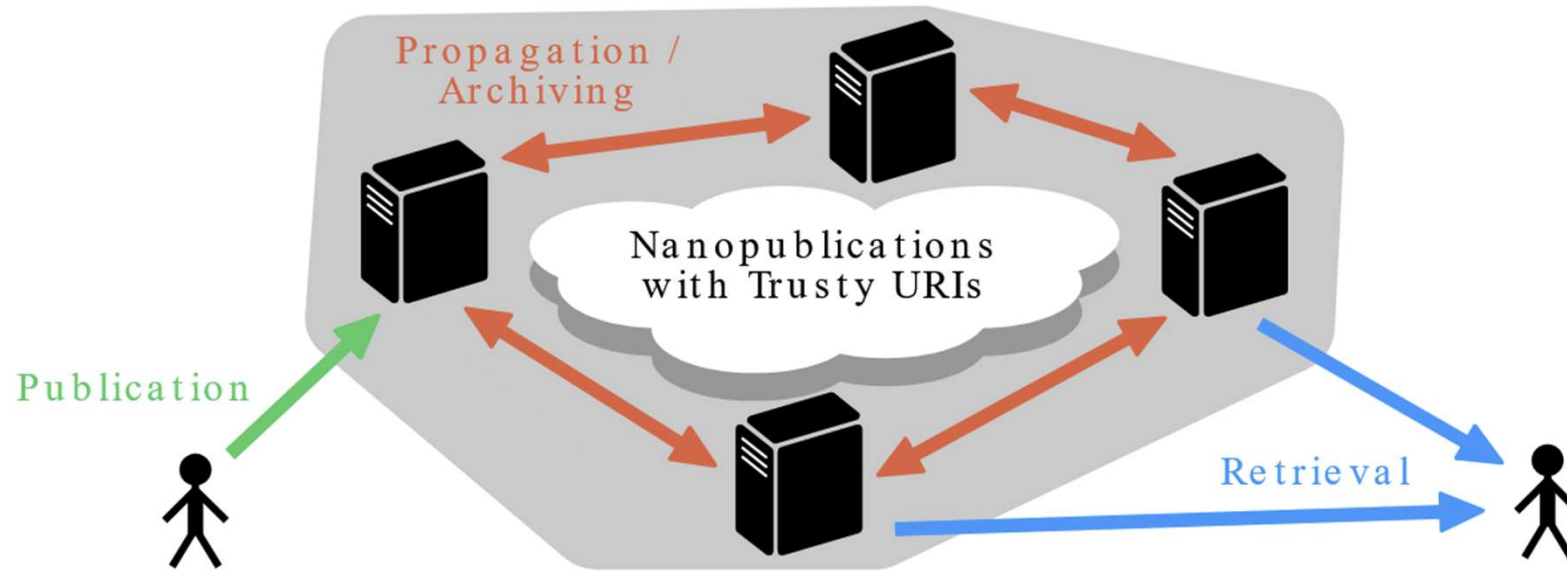 Propagation /
Archiving
Nanopublications
with Trusty URIs
Publication
Retrieval